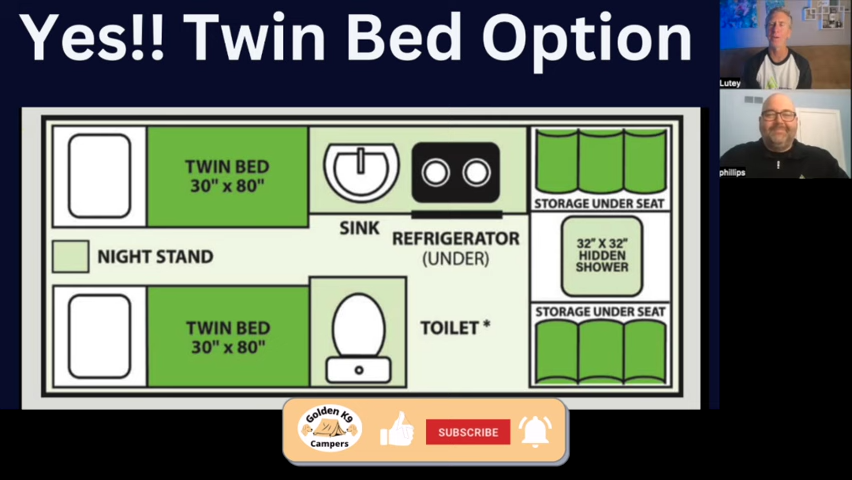 Yes!! Twin Bed Option
Lutey
phillips
TWIN BED
30" x 80"
SINK
REFRIGERATOR
(UNDER)
STORAGE UNDER SEAT
32" X 32"
HIDDEN
SHOWER
NIGHT STAND
STORAGE UNDER SEAT
TWIN BED
30" x 80"
TOILET *
Golden K9
Campers
SUBSCRIBE